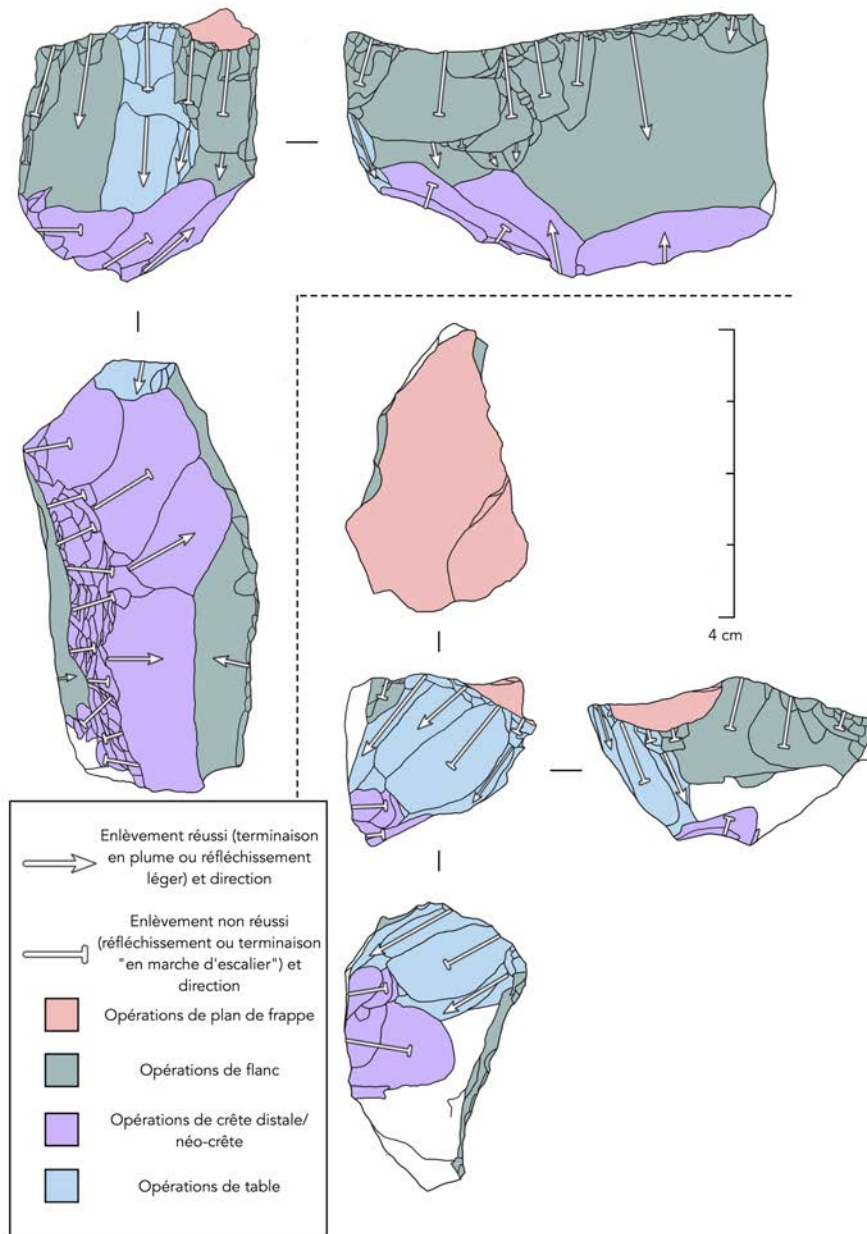 4 cm
Enlèvement réussi (terminaison
en plume ou réfléchissement
léger) et direction
Enlèvement non réussi
(réfléchissement ou terminaison
"en marche d'escalier") et
direction
Opérations de plan de frappe
Opérations de flanc
Opérations de crête distale/
néo-crête
Opérations de table